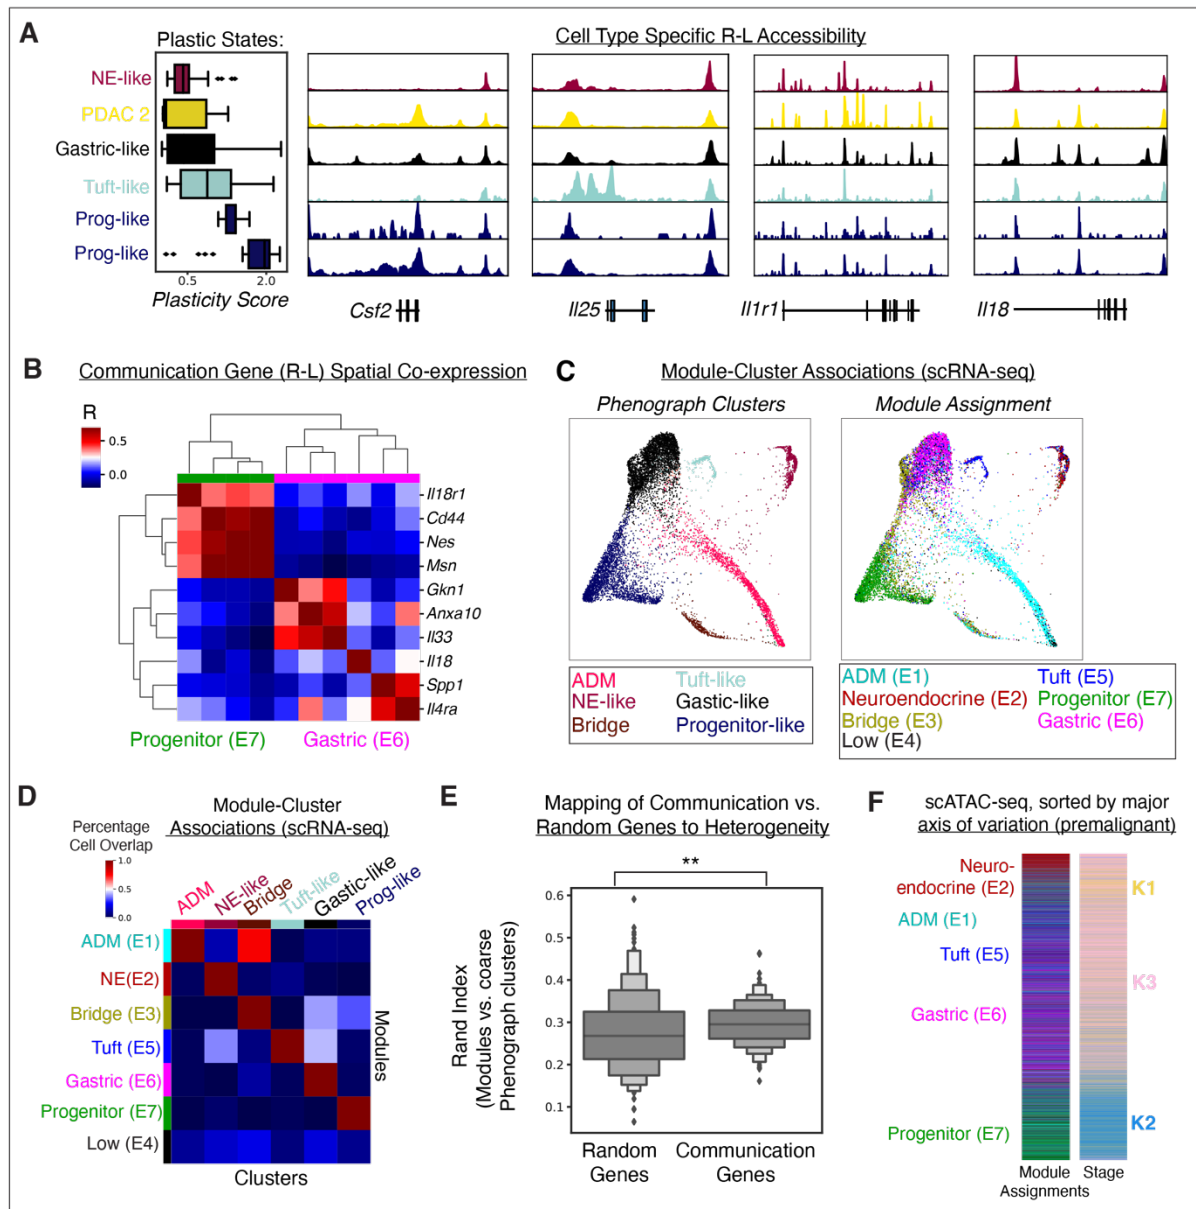 A
Plastic States:
Cell Type Specific R-L Accessibility
NE-like
PDAC 2
Gastric-like
Tuft-like
Prog-like
Prog-like
0.5
2.0
Plasticity Score
Csf2
Il25
Il1r1
Il18
B
Communication Gene (R-L) Spatial Co-expression
R
0.5
0.0
Il18r1
Cd44
Nes
Msn
Gkn1
Anxa10
Il33
Il18
Spp1
Il4ra
Progenitor (E7)
Gastric (E6)
C
Module-Cluster Associations (scRNA-seq)
Phenograph Clusters
Module Assignment
ADM
Tuft-like
NE-like
Gastic-like
Bridge
Progenitor-like
ADM (E1)
Tuft (E5)
Neuroendocrine (E2)
Progenitor (E7)
Bridge (E3)
Gastric (E6)
Low (E4)
D
Module-Cluster
Associations (scRNA-seq)
Percentage
Cell Overlap
1.0
0.5
0.0
ADM
NE-like
Bridge
Tuft-like
Gastic-like
Prog-like
ADM (E1)
NE(E2)
Bridge (E3)
Tuft (E5)
Gastric (E6)
Progenitor (E7)
Low (E4)
Modules
Clusters
E
Mapping of Communication vs.
Random Genes to Heterogeneity
**
0.6
0.5
0.4
0.3
0.2
0.1
Rand Index
(Modules vs. coarse
Phenograph clusters)
Random
Genes
Communication
Genes
F
scATAC-seq, sorted by major
axis of variation (premalignant)
Neuro-
endocrine (E2)
ADM (E1)
Tuft (E5)
Gastric (E6)
Progenitor (E7)
K1
K3
K2
Module
Assignments
Stage